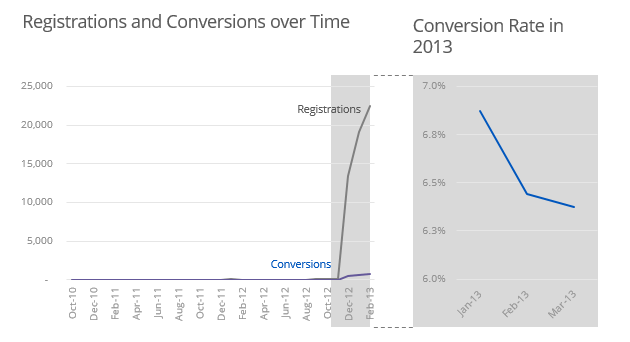 Registrations and Conversions over Time
Conversion Rate in
2013
25,000
20,000
15,000
10,000
5,000
-
Registrations
Conversions
Oct-10
Dec-10
Feb-11
Apr-11
Jun-11
Aug-11
Oct-11
Dec-11
Feb-12
Apr-12
Jun-12
Aug-12
Oct-12
Dec-12
Feb-13
7.0%
6.8%
6.5%
6.3%
6.0%
Jan-13
Feb-13
Mar-13